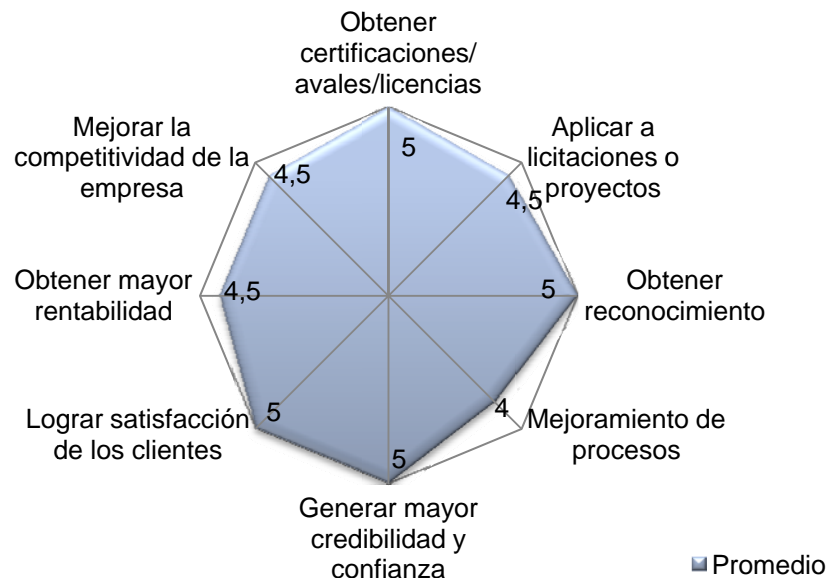 Obtener
certificaciones/
avales/licencias
5
Aplicar a
licitaciones o
proyectos
4,5
Obtener
reconocimiento
5
Mejoramiento de
procesos
4
Generar mayor
credibilidad y
confianza
5
Lograr satisfacción
de los clientes
5
Obtener mayor
rentabilidad
4,5
Mejorar la
competitividad de la
empresa
4,5
Promedio